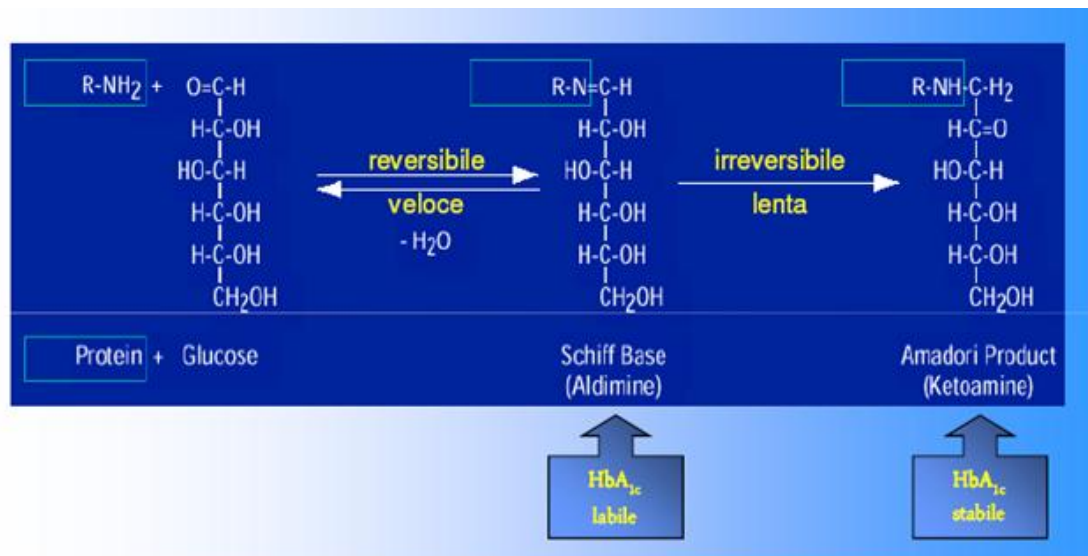 R-NH2 + O=C-H
H-C-OH
HO-C-H
H-C-OH
H-C-OH
CH2OH
reversibile
veloce
- H2O
R-N=C-H
H-C-OH
HO-C-H
H-C-OH
H-C-OH
CH2OH
irreversibile
lenta
R-NH-C-H2
H-C=O
HO-C-H
H-C-OH
H-C-OH
CH2OH
Protein + Glucose
Schiff Base
(Aldimine)
Amadori Product
(Ketoamine)
HbA1c
labile
HbA1c
stabile